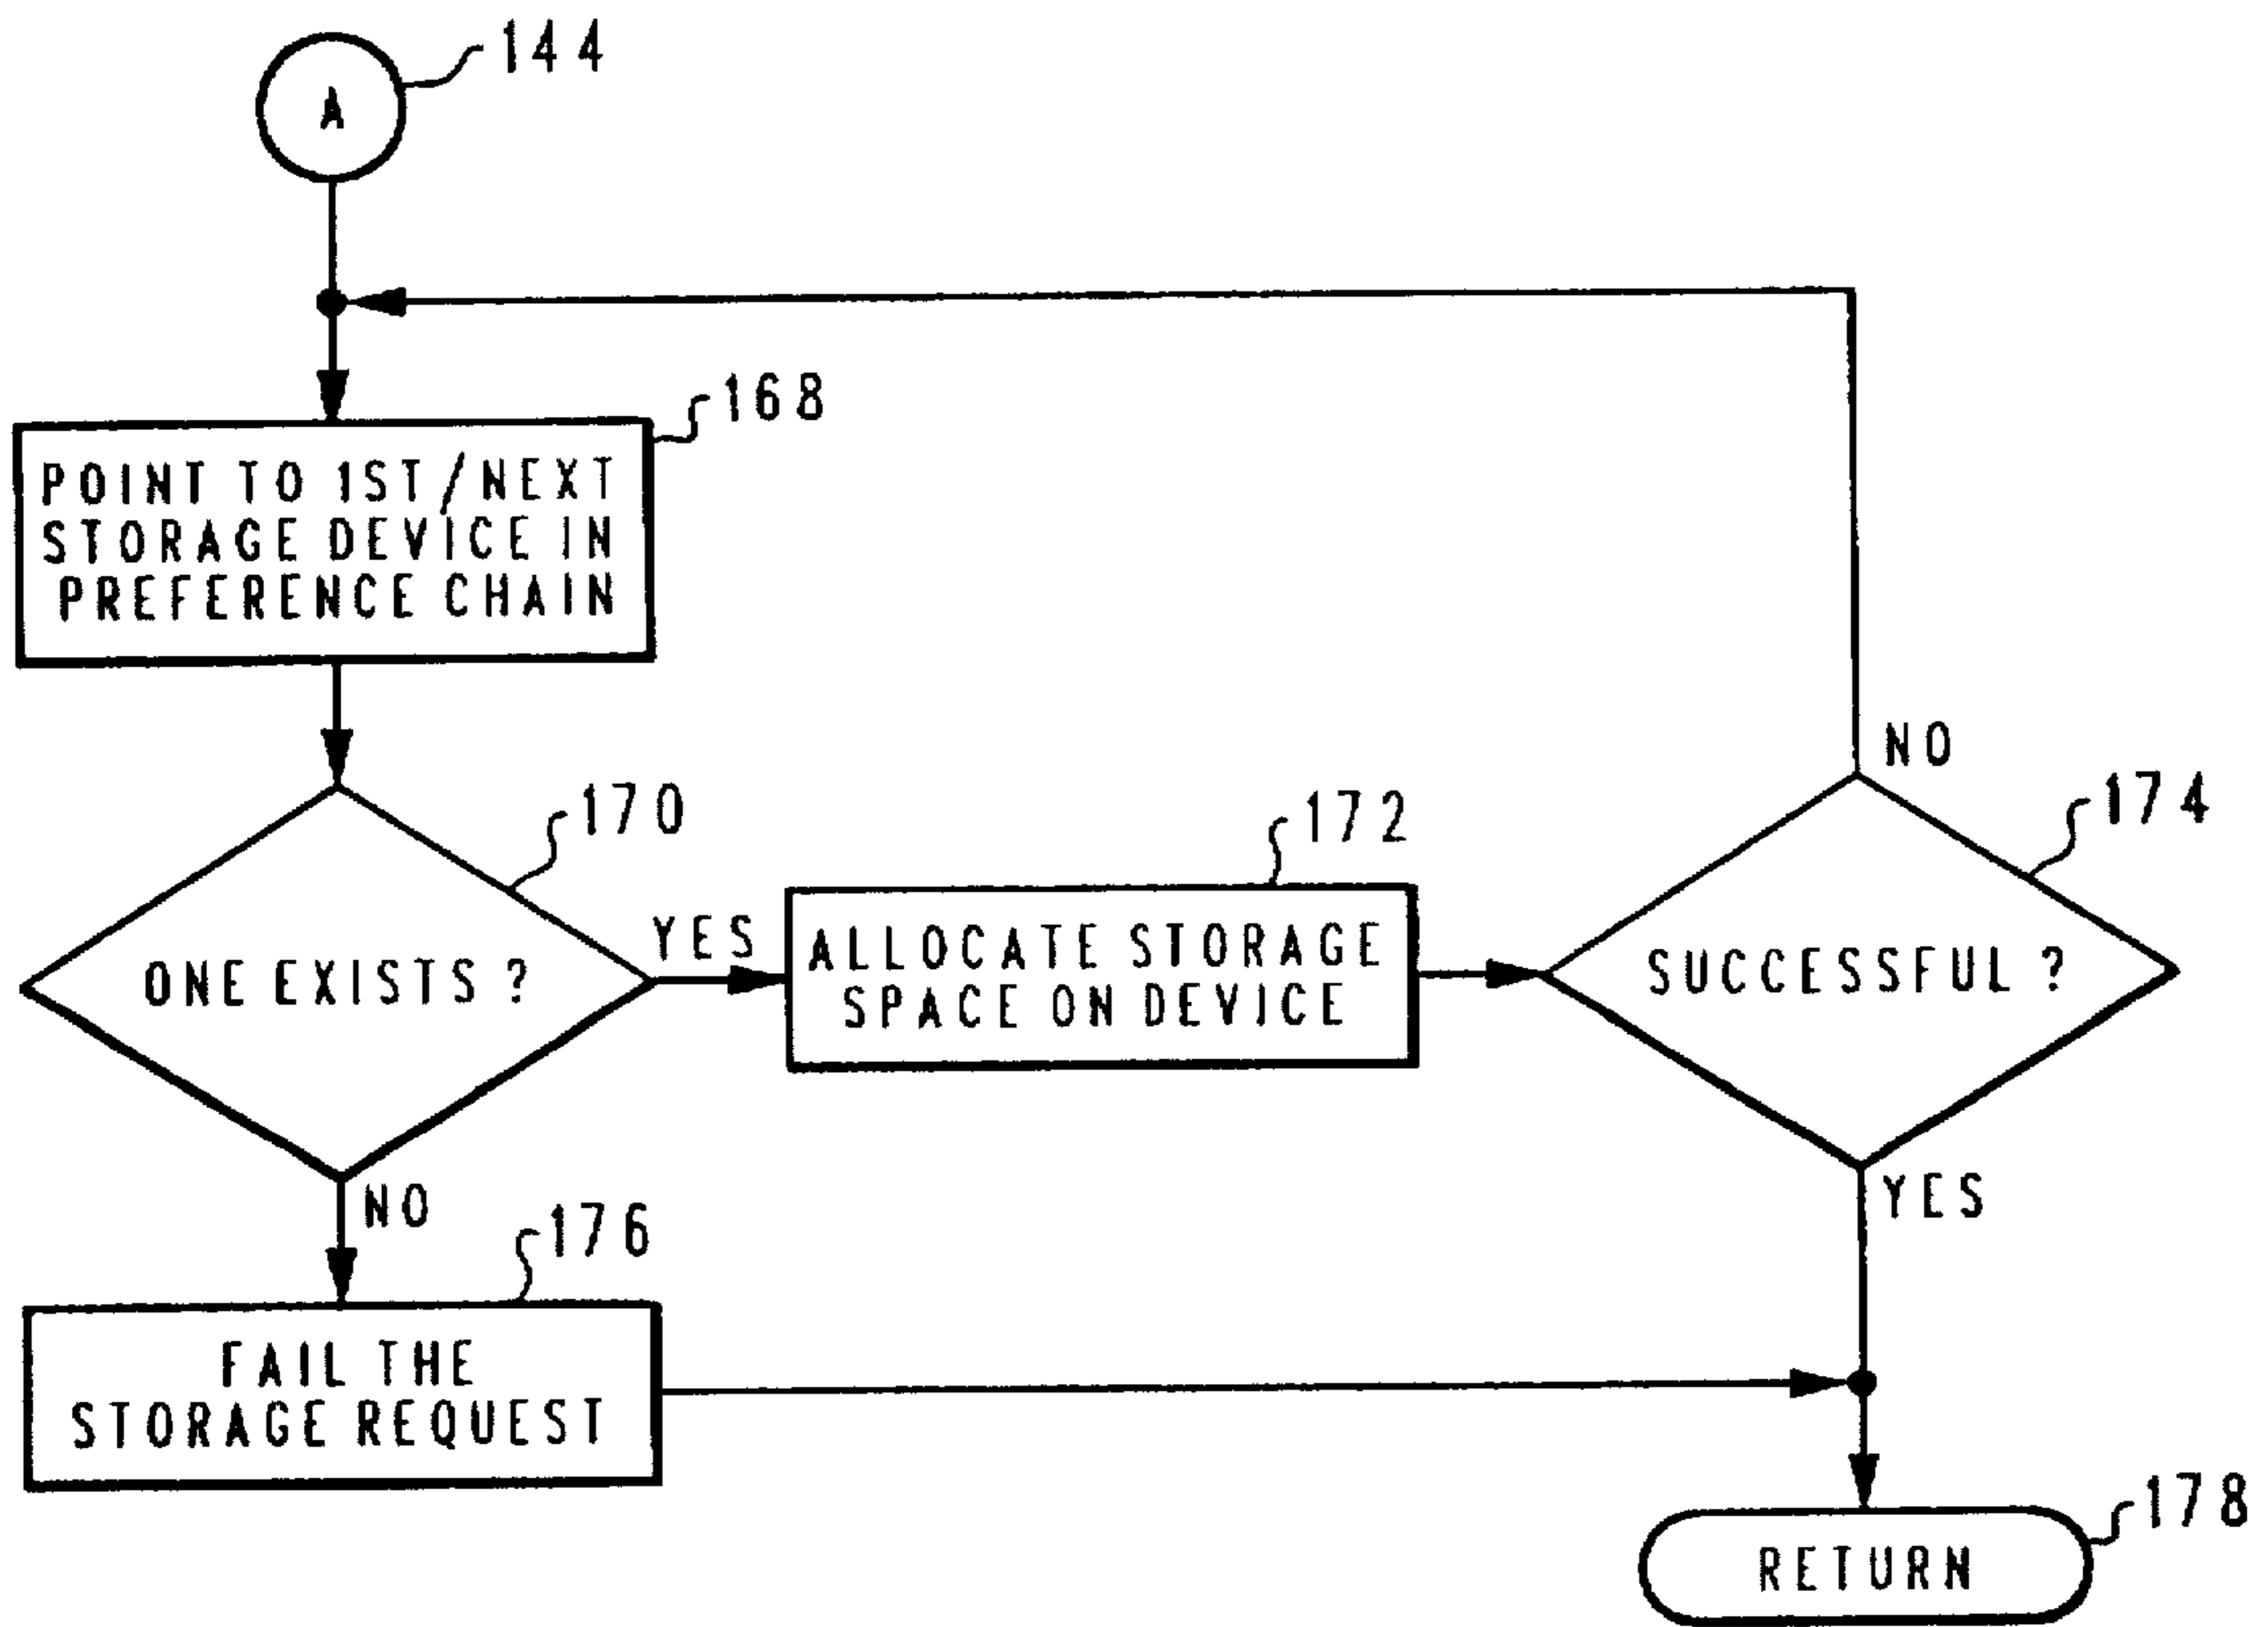 144
A
168
POINT TO 1ST/NEXT
STORAGE DEVICE IN
PREFERENCE CHAIN
NO
174
170
172
YES
ONE EXISTS?
ALLOCATE STORAGE
SPACE ON DEVICE
SUCCESSFUL?
NO
YES
176
FAIL THE
STORAGE REQUEST
178
RETURN